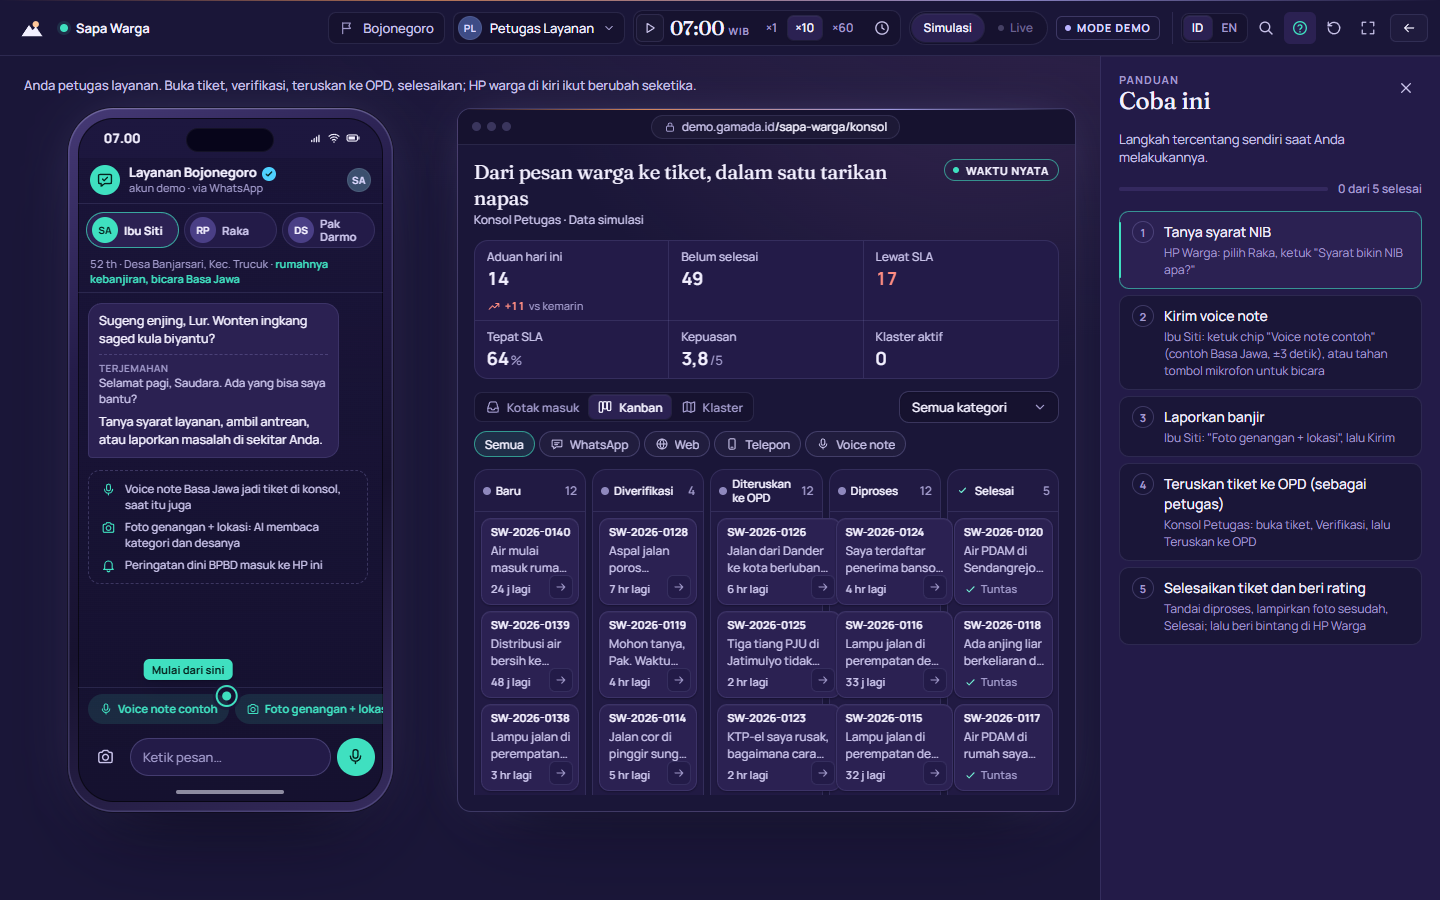 Sapa Warga
Bojonegoro
PL Petugas Layanan
07:00 WIB
×1 ×10 ×60
Simulasi
Live
MODE DEMO
ID EN
Anda petugas layanan. Buka tiket, verifikasi, teruskan ke OPD, selesaikan; HP warga di kiri ikut berubah seketika.
07.00
Layanan Bojonegoro
akun demo · via WhatsApp
SA
SA Ibu Siti
RP Raka
DS Pak Darmo
52 th · Desa Banjarsari, Kec. Trucuk · rumahnya
kebanjiran, bicara Basa Jawa
Sugeng enjing, Lur. Wonten ingkang
saged kula biyantu?
TERJEMAHAN
Selamat pagi, Saudara. Ada yang bisa saya
bantu?
Tanya syarat layanan, ambil antrean,
atau laporkan masalah di sekitar Anda.
Voice note Basa Jawa jadi tiket di konsol,
saat itu juga
Foto genangan + lokasi: AI membaca
kategori dan desanya
Peringatan dini BPBD masuk ke HP ini
Mulai dari sini
Voice note contoh
Foto genangan + lokas
Ketik pesan...
demo.gamada.id/sapa-warga/konsol
Dari pesan warga ke tiket, dalam satu tarikan
napas
WAKTU NYATA
Konsol Petugas · Data simulasi
Aduan hari ini
14
+11 vs kemarin
Belum selesai
49
Lewat SLA
17
Tepat SLA
64%
Kepuasan
3,8/5
Klaster aktif
0
Kotak masuk
Kanban
Klaster
Semua kategori
Semua
WhatsApp
Web
Telepon
Voice note
Baru 12
SW-2026-0140
Air mulai
masuk ruma...
24 j lagi
SW-2026-0139
Distribusi air
bersih ke...
48 j lagi
SW-2026-0138
Lampu jalan di
perempatan...
3 hr lagi
Diverifikasi 4
SW-2026-0128
Aspal jalan
poros...
7 hr lagi
SW-2026-0119
Mohon tanya,
Pak. Waktu...
4 hr lagi
SW-2026-0114
Jalan cor di
pinggir sung...
5 hr lagi
Diteruskan
ke OPD 12
SW-2026-0126
Jalan dari Dander
ke kota berluban...
6 hr lagi
SW-2026-0125
Tiga tiang PJU di
Jatimulyo tidak...
2 hr lagi
SW-2026-0123
KTP-el saya rusak,
bagaimana cara...
2 hr lagi
Diproses 12
SW-2026-0124
Saya terdaftar
penerima banso...
4 hr lagi
SW-2026-0116
Lampu jalan di
perempatan de...
33 j lagi
SW-2026-0115
Lampu jalan di
perempatan de...
32 j lagi
Selesai 5
SW-2026-0120
Air PDAM di
Sendangrejo...
Tuntas
SW-2026-0118
Ada anjing liar
berkeliaran d...
Tuntas
SW-2026-0117
Air PDAM di
rumah saya...
Tuntas
PANDUAN
Coba ini
Langkah tercentang sendiri saat Anda
melakukannya.
0 dari 5 selesai
1 Tanya syarat NIB
HP Warga: pilih Raka, ketuk "Syarat bikin NIB
apa?"
2 Kirim voice note
Ibu Siti: ketuk chip "Voice note contoh"
(contoh Basa Jawa, ±3 detik), atau tahan
tombol mikrofon untuk bicara
3 Laporkan banjir
Ibu Siti: "Foto genangan + lokasi", lalu Kirim
4 Teruskan tiket ke OPD (sebagai
petugas)
Konsol Petugas: buka tiket, Verifikasi, lalu
Teruskan ke OPD
5 Selesaikan tiket dan beri rating
Tandai diproses, lampirkan foto sesudah,
Selesai; lalu beri bintang di HP Warga